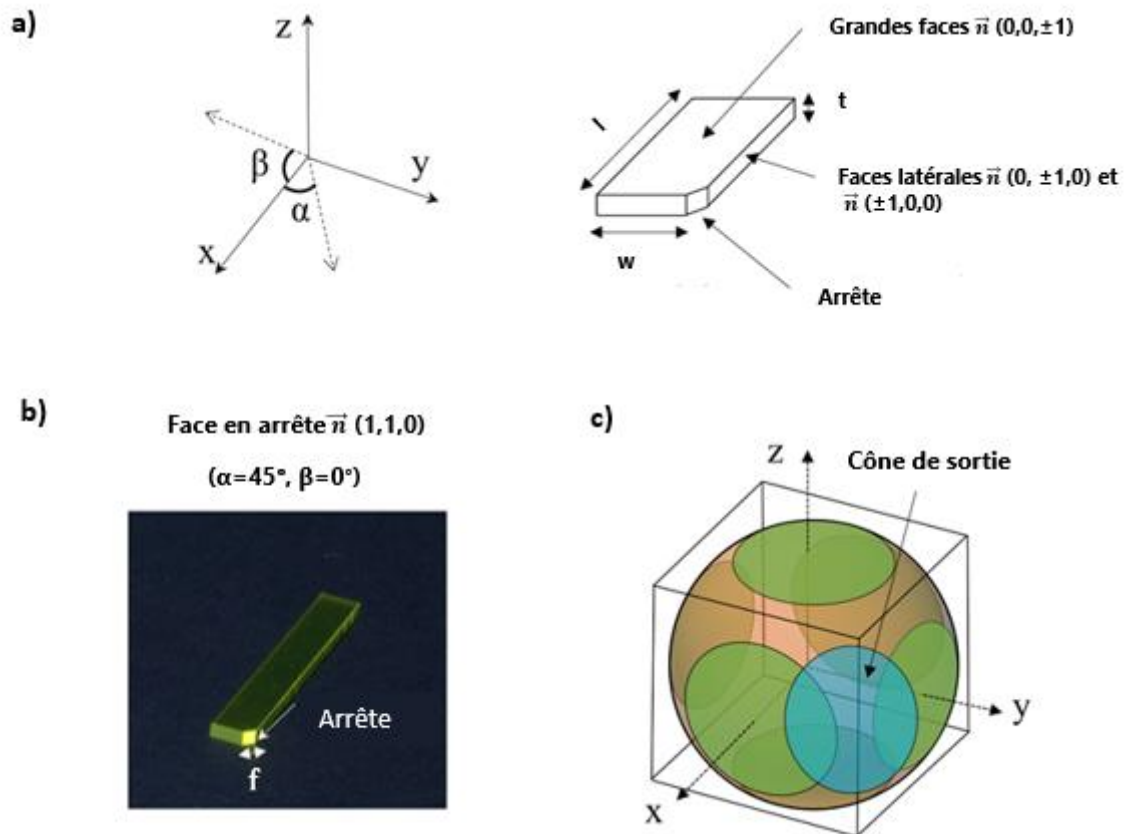 a)
z
y
x
β
α
Grandes faces n⃗ (0,0,±1)
l
t
Faces latérales n⃗ (0, ±1,0) et
n⃗ (±1,0,0)
w
Arrête
b)
Face en arrête n⃗ (1,1,0)
(α=45°, β=0°)
Arrête
f
c)
z
Cône de sortie
y
x